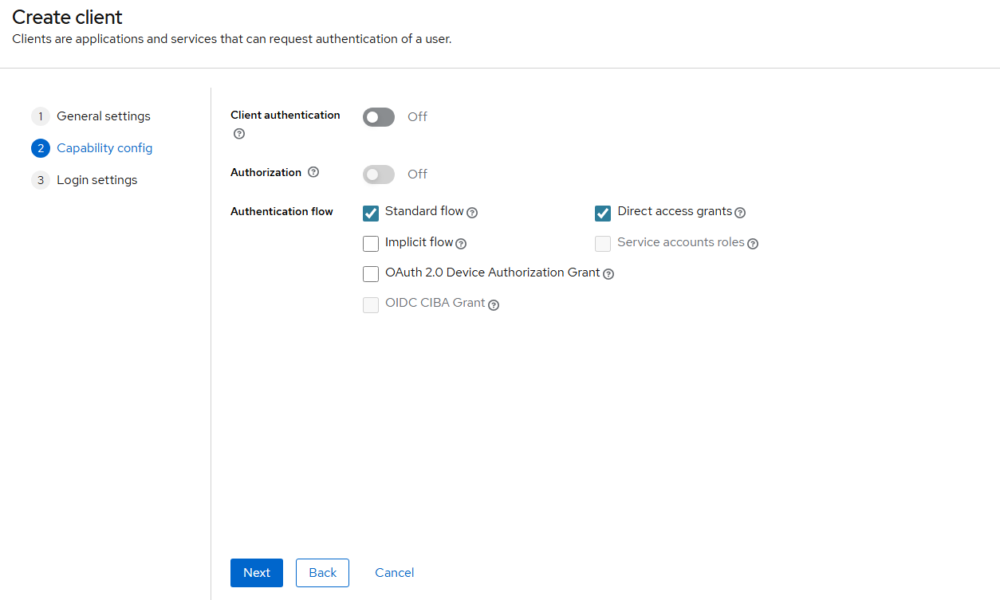 Create client
Clients are applications and services that can request authentication of a user.
1 General settings
2 Capability config
3 Login settings
Client authentication
Off
Authorization
Off
Authentication flow
Standard flow
Direct access grants
Implicit flow
Service accounts roles
OAuth 2.0 Device Authorization Grant
OIDC CIBA Grant
Next Back Cancel